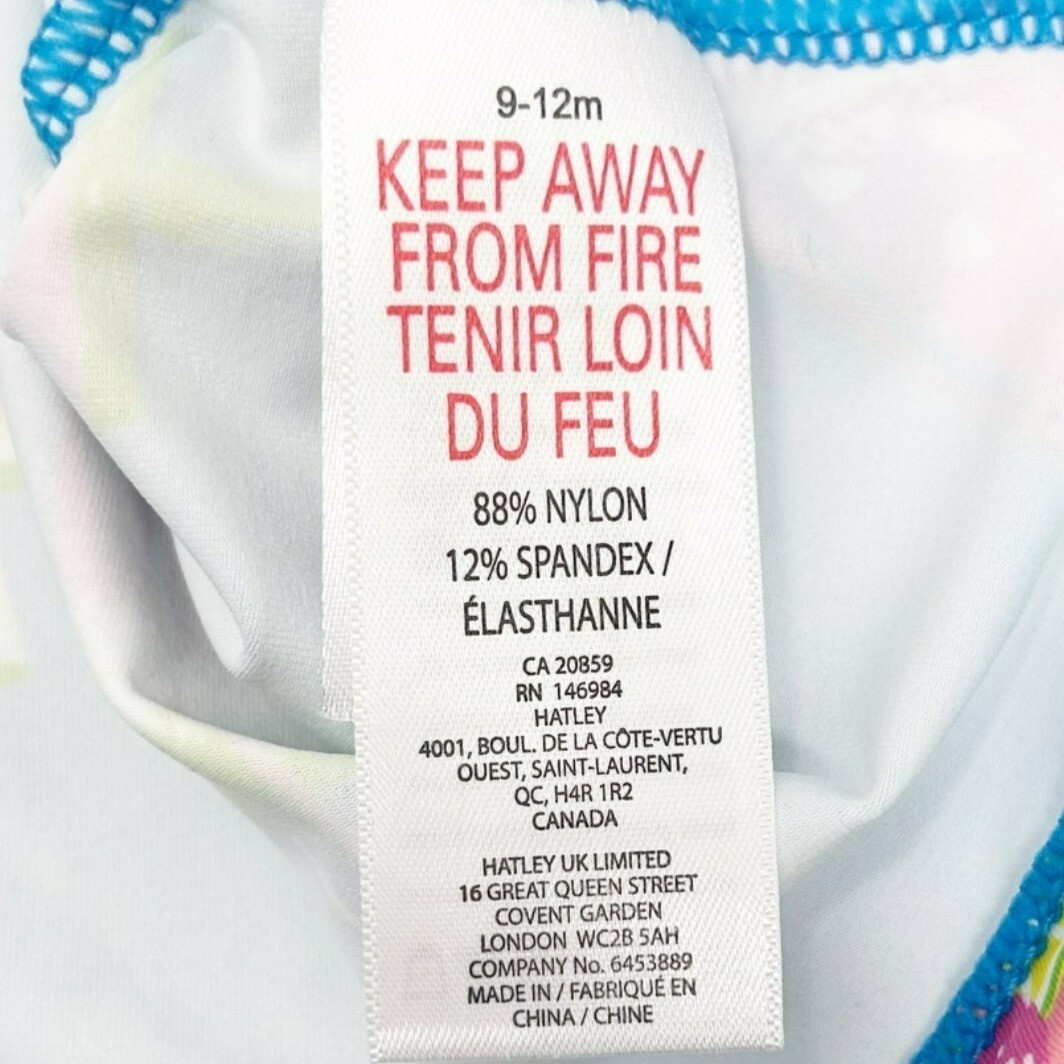 9-12m
KEEP AWAY
FROM FIRE
TENIR LOIN
DU FEU
88% NYLON
12% SPANDEX /
ÉLASTHANNE
CA 20859
RN 146984
HATLEY
4001, BOUL. DE LA CÔTE-VERTU
OUEST, SAINT-LAURENT,
QC, H4R 1R2
CANADA
HATLEY UK LIMITED
16 GREAT QUEEN STREET
COVENT GARDEN
LONDON WC2B 5AH
COMPANY No. 6453889
MADE IN / FABRIQUÉ EN
CHINA / CHINE